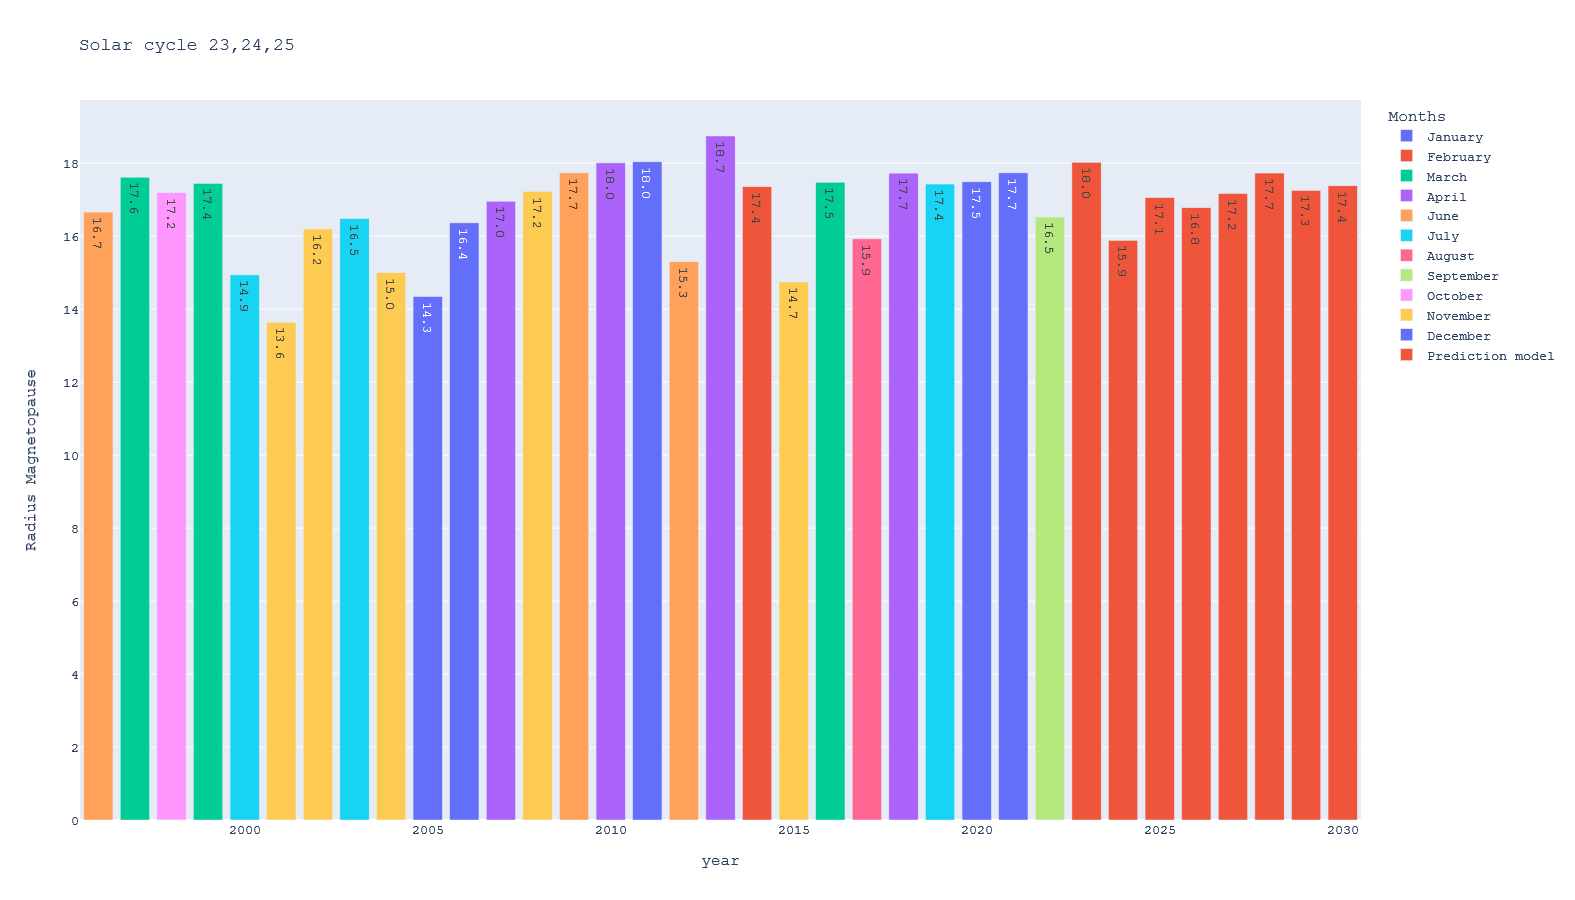 Solar cycle 23,24,25
Radius Magnetopause
18
16
14
12
10
8
6
4
2
0
16.7
17.6
17.2
17.4
14.9
13.6
16.2
16.5
15.0
14.3
16.4
17.0
17.2
17.7
18.0
18.0
15.3
18.7
17.4
14.7
17.5
15.9
17.7
17.4
17.5
17.7
16.5
18.0
15.9
17.1
16.8
17.2
17.7
17.3
17.4
2000 2005 2010 2015 2020 2025 2030
year
Months
January
February
March
April
June
July
August
September
October
November
December
Prediction model